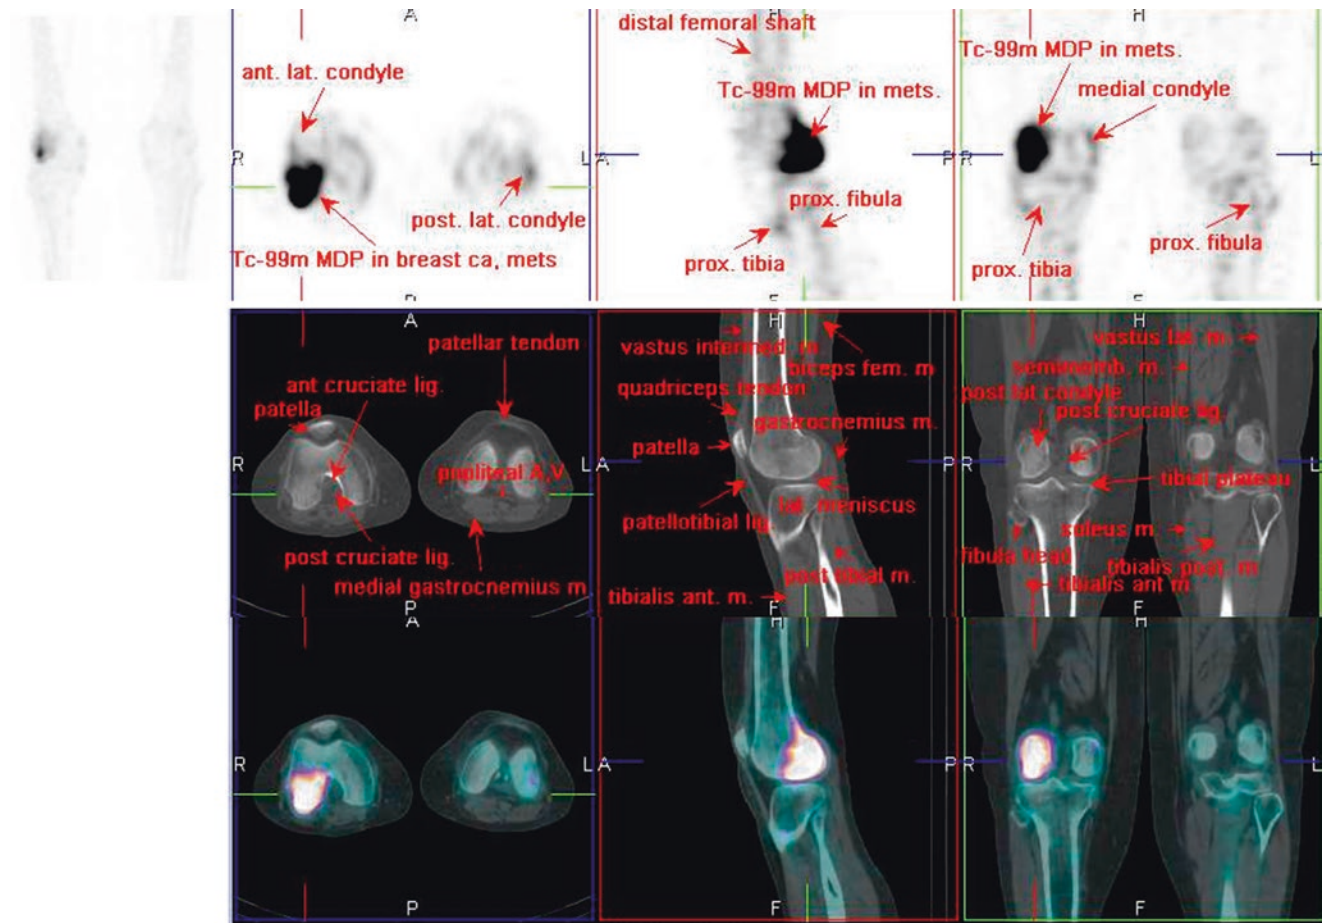 A
ant. lat. condyle
R
L
post. lat. condyle
Tc-99m MDP in breast ca, mets
H
distal femoral shaft
Tc-99m MDP in mets.
A
P
prox. fibula
prox. tibia
H
Tc-99m MDP in mets.
medial condyle
R
L
prox. fibula
prox. tibia
A
patellar tendon
ant cruciate lig.
patella
R
popliteal A,V
L
post cruciate lig.
medial gastrocnemius m
P
H
vastus intermed. m
biceps fem. m
quadriceps tendon
gastrocnemius m.
patella
A
P
lat. meniscus
patellotibial lig.
post tibial m.
tibialis ant. m.
F
H
vastus lat. m.
semimemb. m.
post lat condyle
post cruciate lig.
R
L
tibial plateau
soleus m.
fibula head
tibialis post. m
tibialis ant m.
F
A
R
L
P
H
A
P
F
H
R
L
F